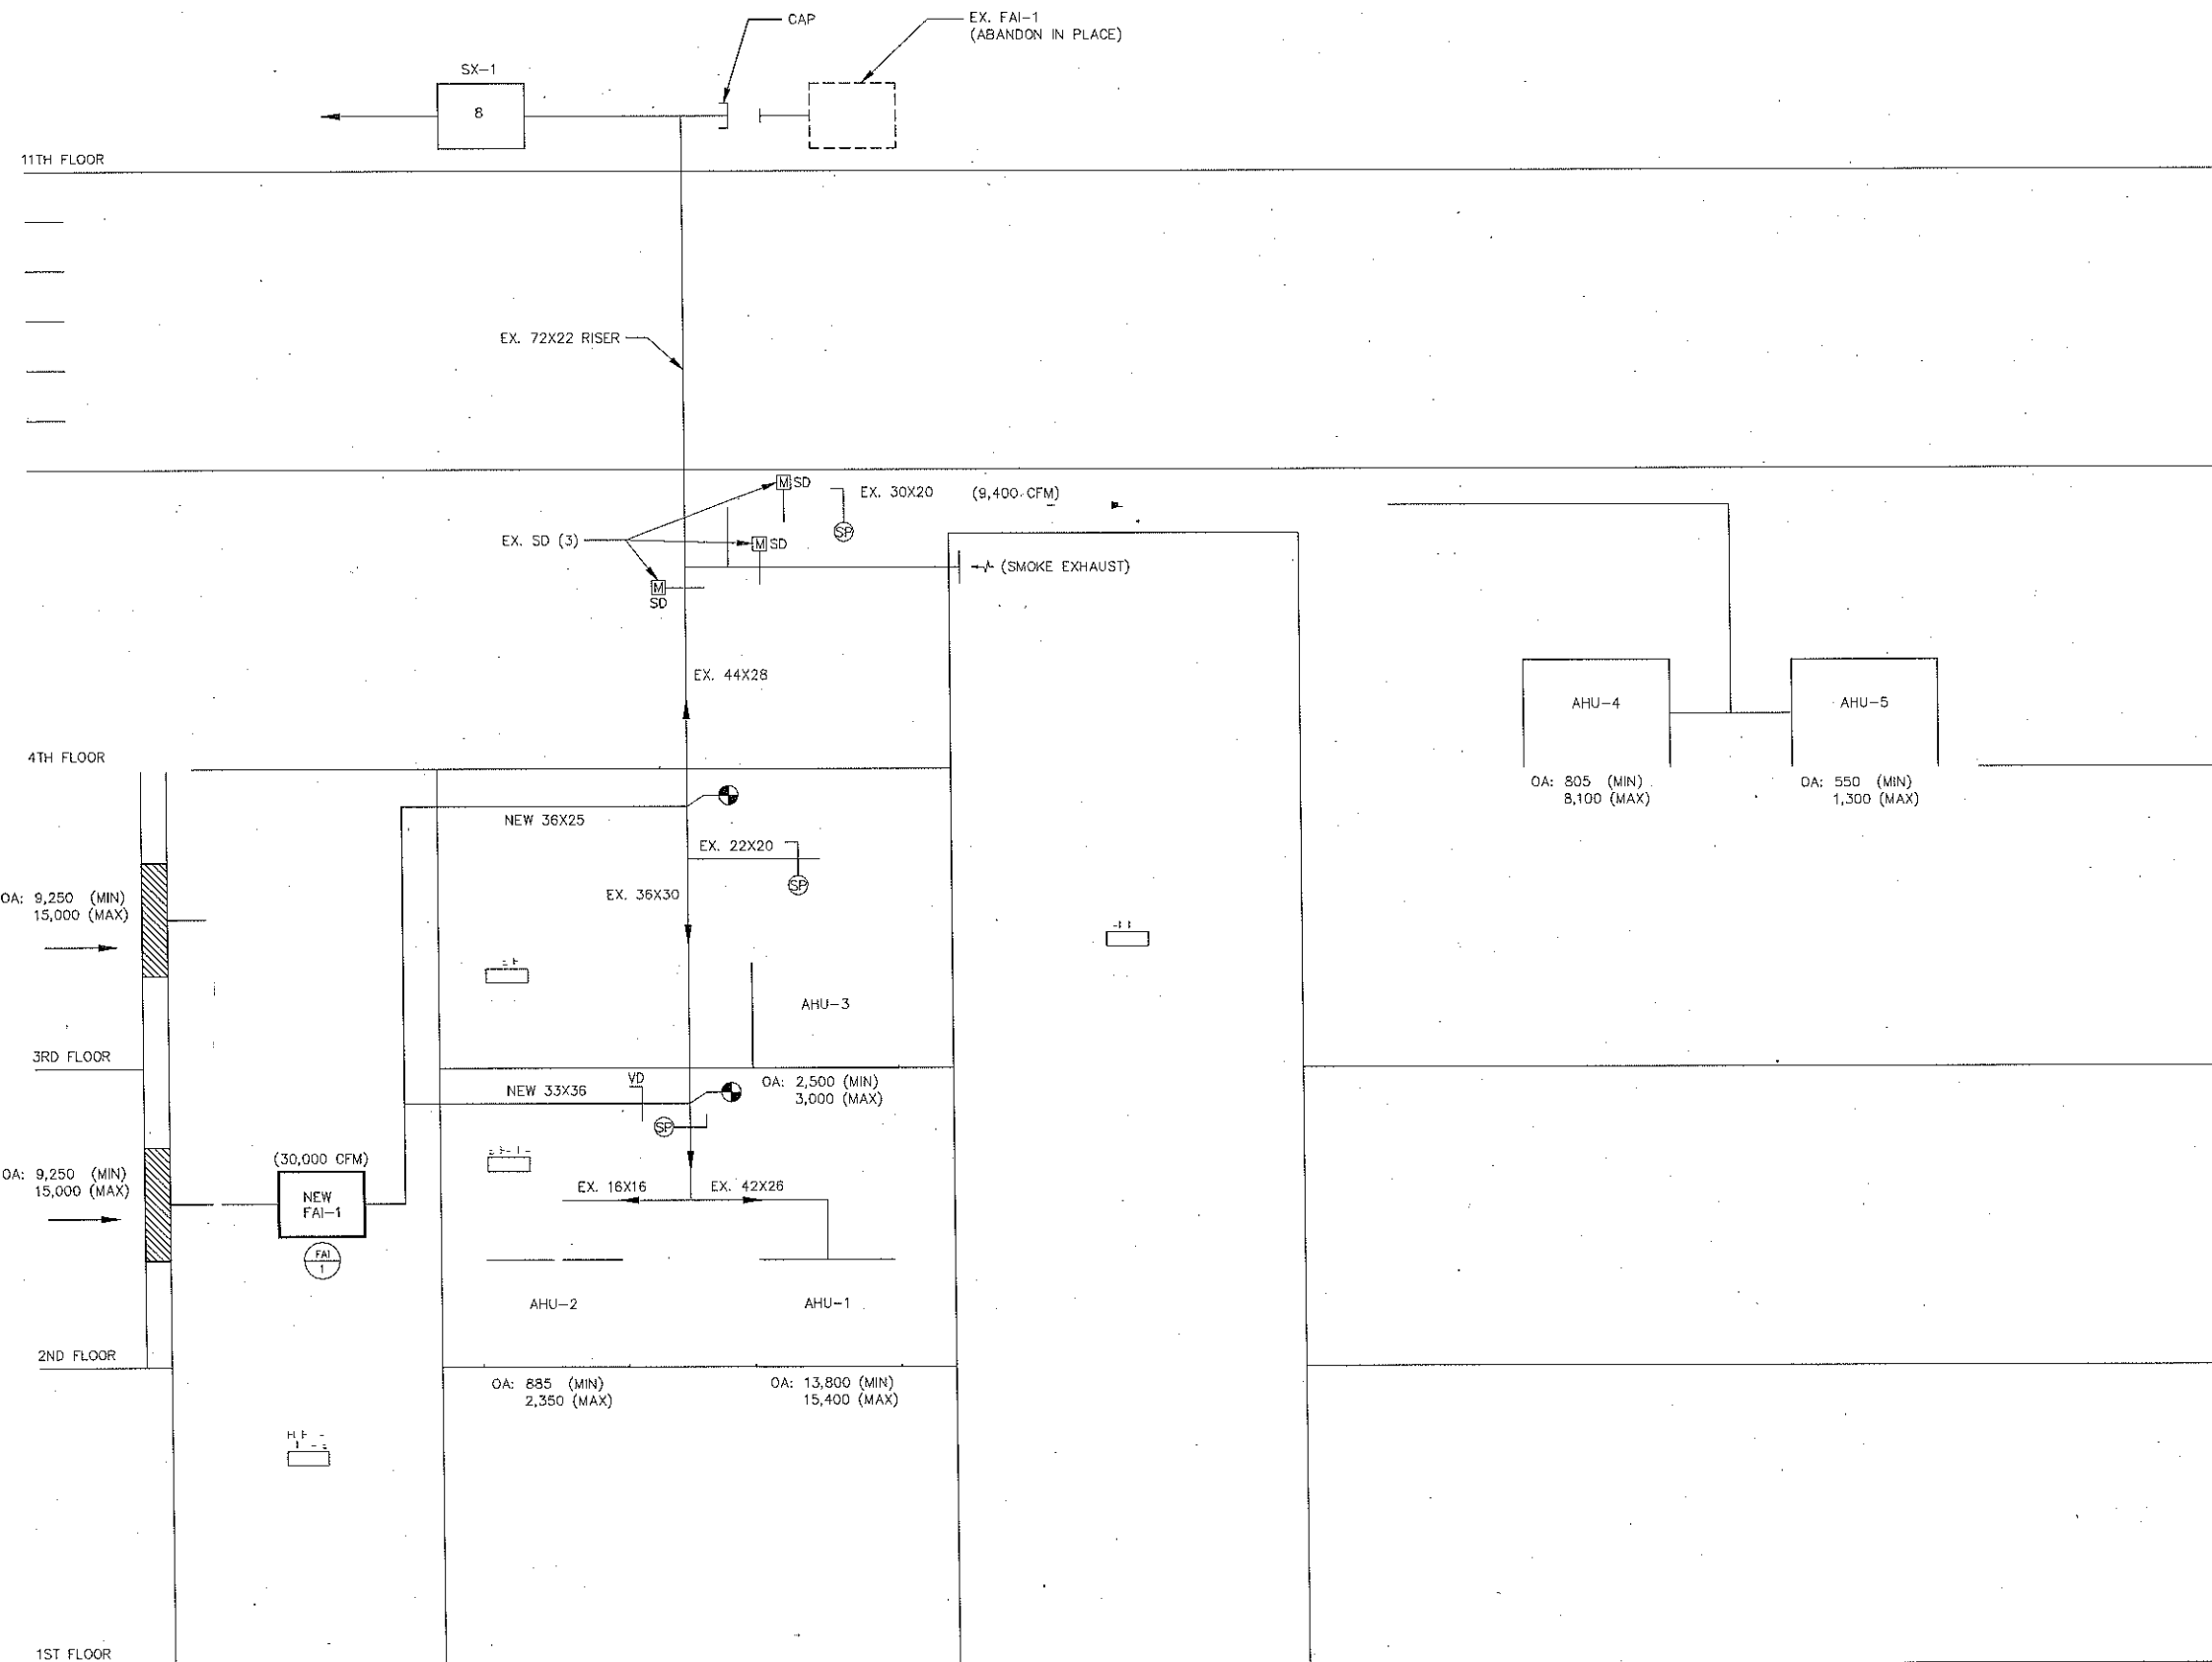 CAP
EX. FAI-1
(ABANDON IN PLACE)
SX-1
8
11TH FLOOR
EX. 72X22 RISER
M SD
EX. 30X20 (9,400 CFM)
SP
EX. SD (3)
M SD
(SMOKE EXHAUST)
M
SD
EX. 44X28
AHU-4
AHU-5
4TH FLOOR
OA: 805 (MIN)
8,100 (MAX)
OA: 550 (MIN)
1,300 (MAX)
NEW 36X25
EX. 22X20
SP
EX. 36X30
OA: 9,250 (MIN)
15,000 (MAX)
AHU-3
3RD FLOOR
VD
NEW 33X36
OA: 2,500 (MIN)
3,000 (MAX)
SP
(30,000 CFM)
OA: 9,250 (MIN)
15,000 (MAX)
NEW
FAI-1
EX. 16X16
EX. 42X26
FAI
1
AHU-2
AHU-1
2ND FLOOR
OA: 885 (MIN)
2,350 (MAX)
OA: 13,800 (MIN)
15,400 (MAX)
1ST FLOOR